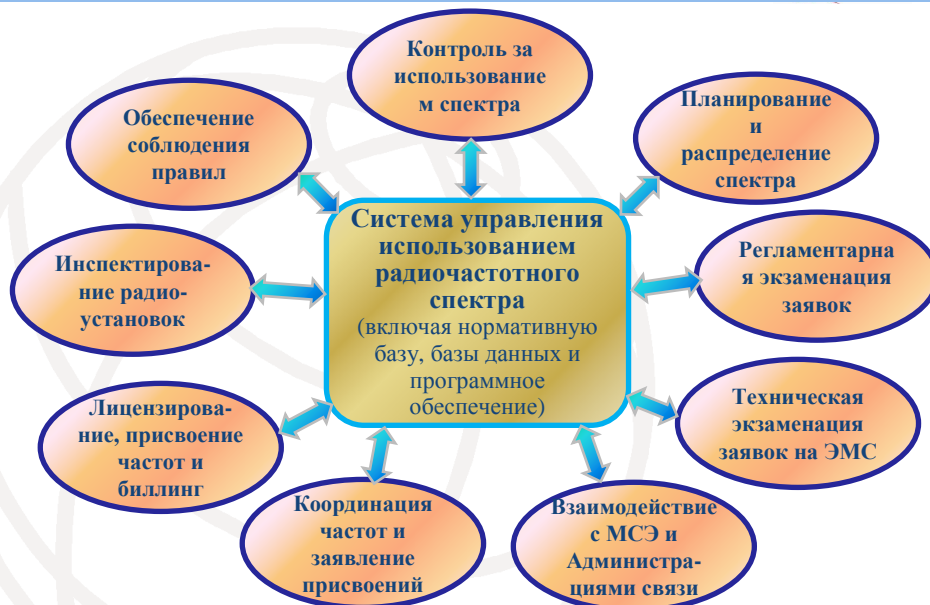 Контроль за
использование
м спектра
Планирование
и
распределение
спектра
Регламентарна
я экзаменация
заявок
Техническая
экзаменация
заявок на ЭМС
Взаимодействие
с МСЭ и
Администра-
циями связи
Координация
частот и
заявление
присвоений
Лицензирова-
ние, присвоение
частот и
биллинг
Инспектирова-
ние радио-
установок
Обеспечение
соблюдения
правил
Система управления
использованием
радиочастотного
спектра
(включая нормативную
базу, базы данных и
программное
обеспечение)